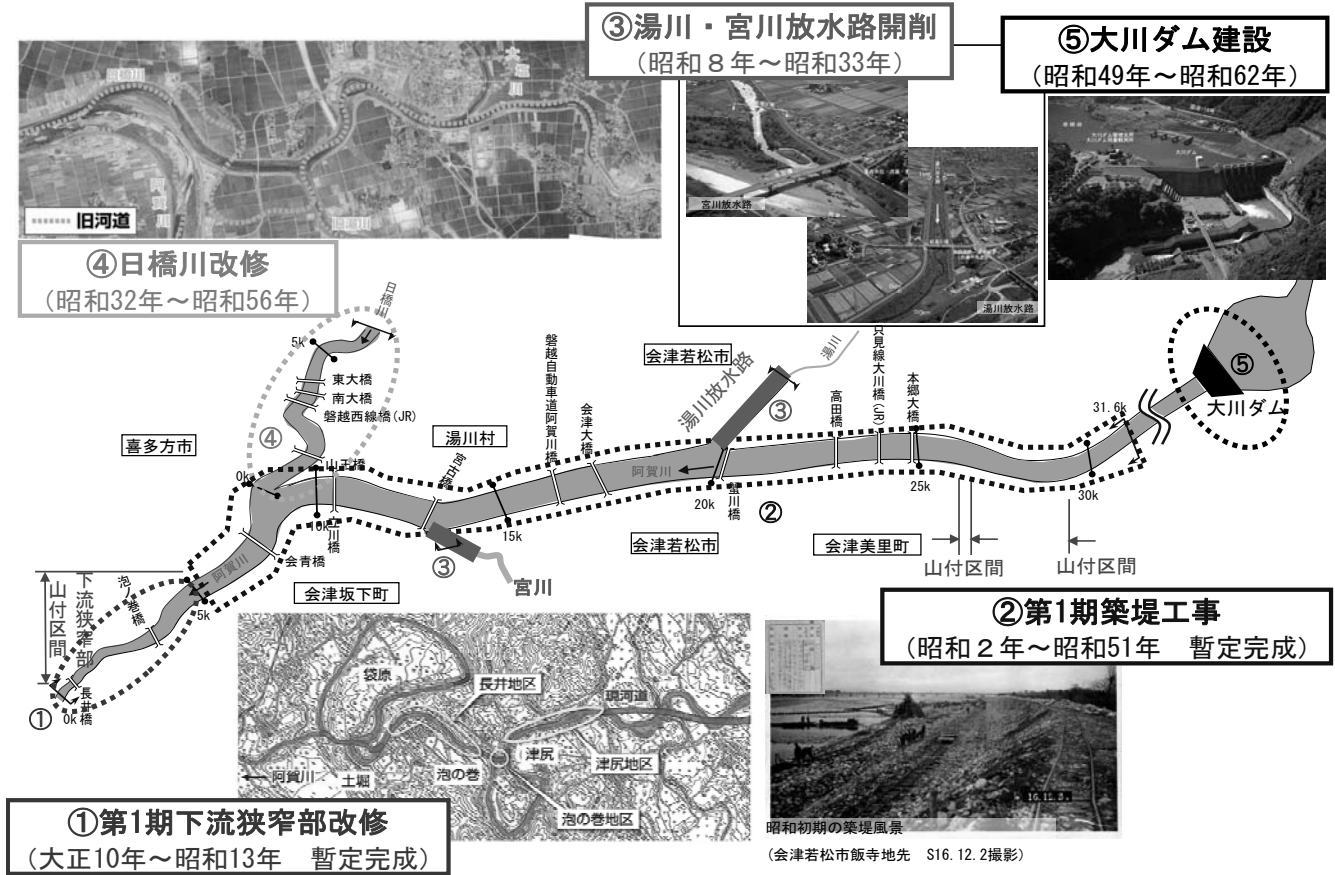 ③湯川・宮川放水路開削
(昭和８年～昭和33年)
⑤大川ダム建設
(昭和49年～昭和62年)
旧河道
宮川放水路
湯川放水路
大川ダム
④日橋川改修
(昭和32年～昭和56年)
日橋川
5k
東大橋
南大橋
磐越西線橋(JR)
④
喜多方市
0k
山王橋
湯川村
宮古橋
磐越自動車道阿賀川橋
会津大橋
会津若松市
湯川放水路
湯川
③
高田橋
只見線大川橋(JR)
本郷大橋
31.6k
⑤
大川ダム
阿賀川
10k
立川橋
15k
20k
蟹川橋
②
25k
30k
会青橋
③
宮川
会津坂下町
会津若松市
会津美里町
山付区間
山付区間
下流狭窄部
山付区間
泡ノ巻橋
阿賀川
5k
長井橋
0k
①
②第1期築堤工事
(昭和２年～昭和51年　暫定完成)
袋原
長井地区
現河道
阿賀川
土堀
泡の巻
津尻
津尻地区
泡の巻地区
16.12.2.
昭和初期の築堤風景
(会津若松市飯寺地先　S16.12.2撮影)
①第1期下流狭窄部改修
(大正10年～昭和13年　暫定完成)